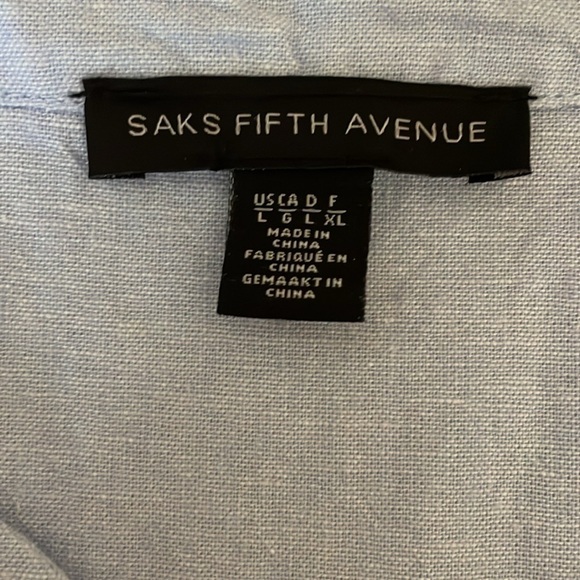 SAKS FIFTH AVENUE
US CA D F
L G L XL
MADE IN
CHINA
FABRIQUÉ EN
CHINA
GEMAAKT IN
CHINA